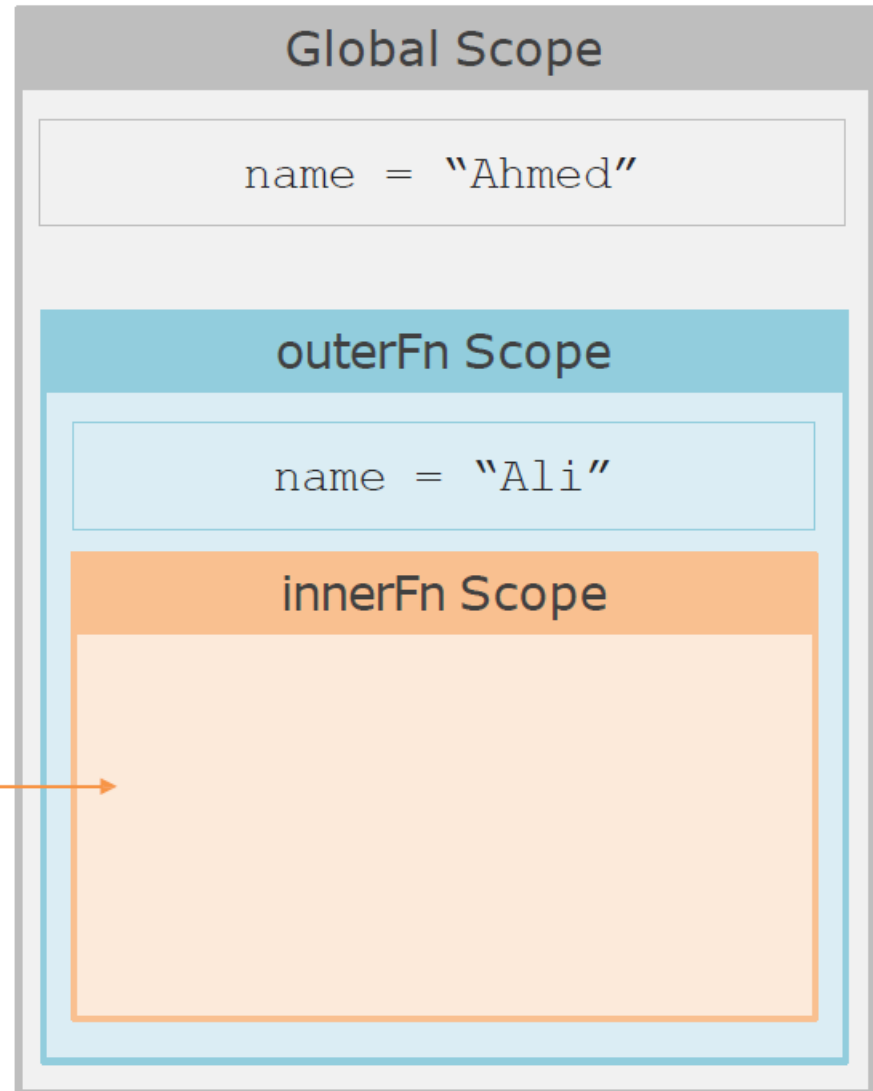 Global Scope
name = “Ahmed”
outerFn Scope
name = “Ali”
innerFn Scope